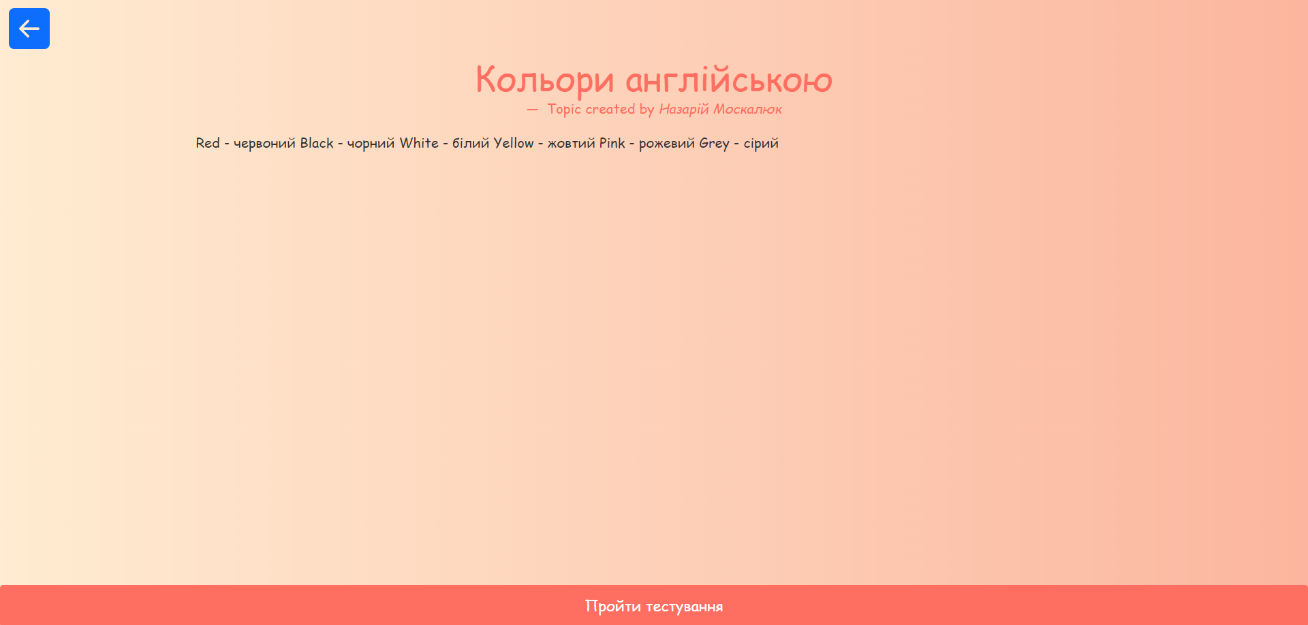 Кольори англійською
— Topic created by Назарій Москалюк
Red - червоний Black - чорний White - білий Yellow - жовтий Pink - рожевий Grey - сірий
Пройти тестування